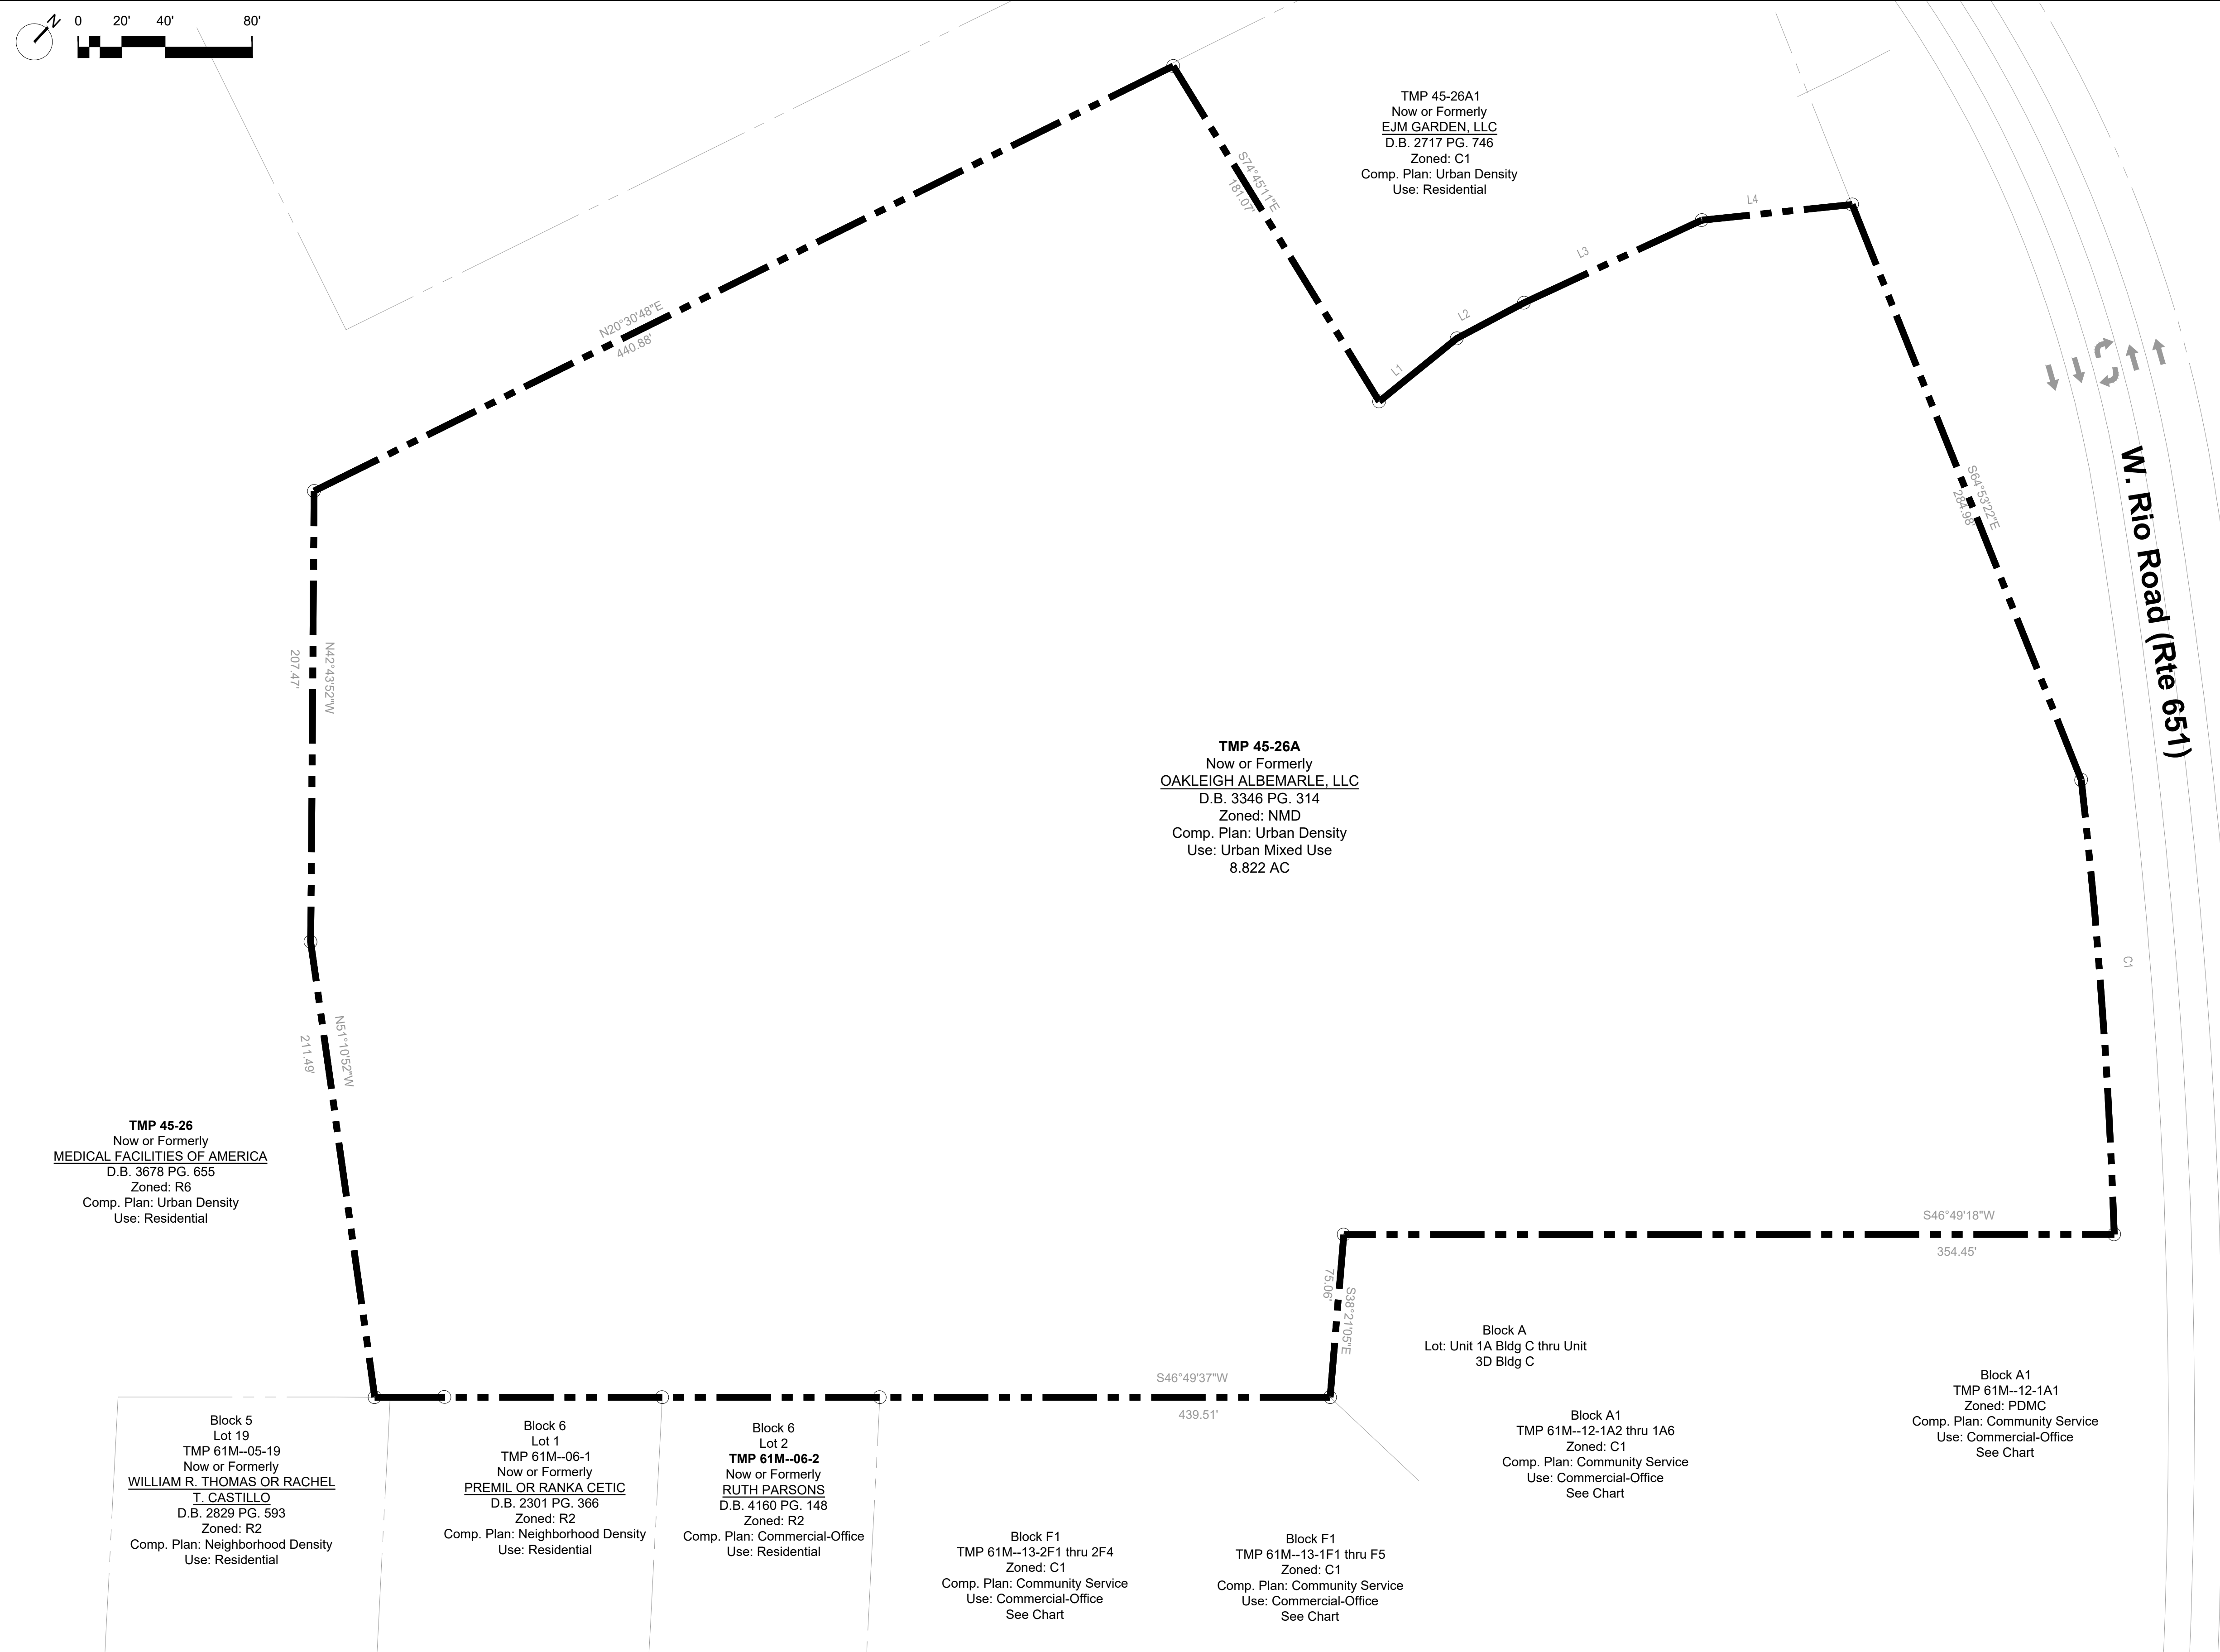 N
0 20' 40' 80'
TMP 45-26A1
Now or Formerly
EJM GARDEN, LLC
D.B. 2717 PG. 746
Zoned: C1
Comp. Plan: Urban Density
Use: Residential
S74°45'11"E
181.07'
L4
L3
L2
L1
N20°30'48"E
440.88'
S64°53'22"E
284.98'
W. Rio Road (Rte 651)
N42°43'52"W
207.47'
TMP 45-26A
Now or Formerly
OAKLEIGH ALBEMARLE, LLC
D.B. 3346 PG. 314
Zoned: NMD
Comp. Plan: Urban Density
Use: Urban Mixed Use
8.822 AC
C1
N51°10'52"W
211.49'
TMP 45-26
Now or Formerly
MEDICAL FACILITIES OF AMERICA
D.B. 3678 PG. 655
Zoned: R6
Comp. Plan: Urban Density
Use: Residential
S46°49'18"W
354.45'
75.06'
S38°21'05"E
S46°49'37"W
439.51'
Block A
Lot: Unit 1A Bldg C thru Unit
3D Bldg C
Block A1
TMP 61M--12-1A1
Zoned: PDMC
Comp. Plan: Community Service
Use: Commercial-Office
See Chart
Block A1
TMP 61M--12-1A2 thru 1A6
Zoned: C1
Comp. Plan: Community Service
Use: Commercial-Office
See Chart
Block 5
Lot 19
TMP 61M--05-19
Now or Formerly
WILLIAM R. THOMAS OR RACHEL
T. CASTILLO
D.B. 2829 PG. 593
Zoned: R2
Comp. Plan: Neighborhood Density
Use: Residential
Block 6
Lot 1
TMP 61M--06-1
Now or Formerly
PREMIL OR RANKA CETIC
D.B. 2301 PG. 366
Zoned: R2
Comp. Plan: Neighborhood Density
Use: Residential
Block 6
Lot 2
TMP 61M--06-2
Now or Formerly
RUTH PARSONS
D.B. 4160 PG. 148
Zoned: R2
Comp. Plan: Commercial-Office
Use: Residential
Block F1
TMP 61M--13-2F1 thru 2F4
Zoned: C1
Comp. Plan: Community Service
Use: Commercial-Office
See Chart
Block F1
TMP 61M--13-1F1 thru F5
Zoned: C1
Comp. Plan: Community Service
Use: Commercial-Office
See Chart